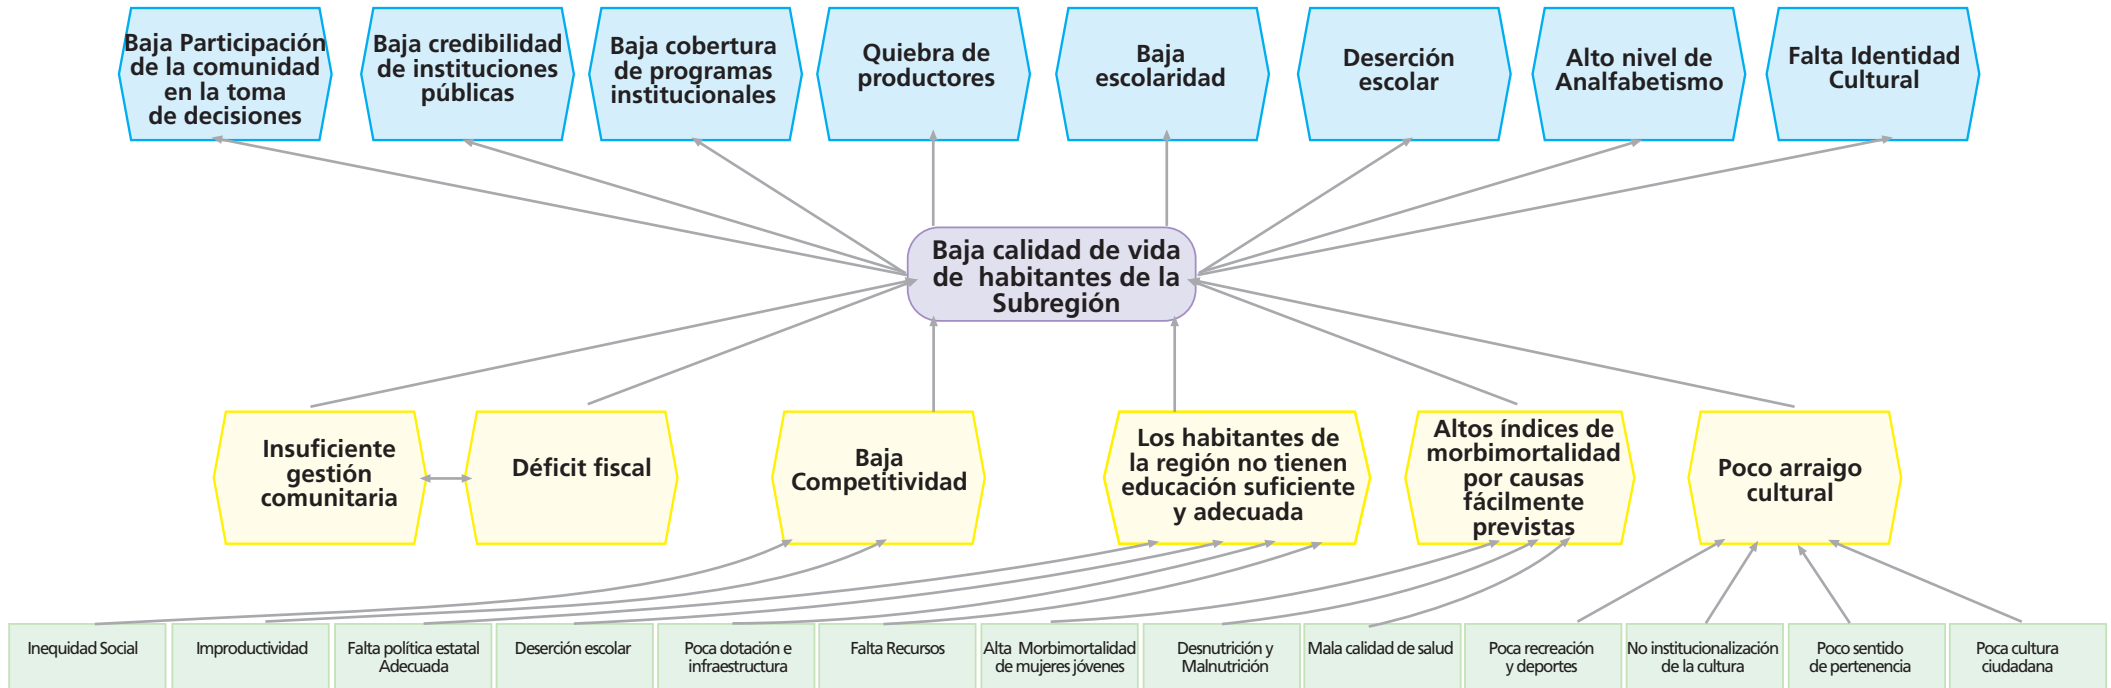 Baja Participación
de la comunidad
en la toma
de decisiones
Baja credibilidad
de instituciones
públicas
Baja cobertura
de programas
institucionales
Quiebra de
productores
Baja
escolaridad
Deserción
escolar
Alto nivel de
Analfabetismo
Falta Identidad
Cultural
Baja calidad de vida
de habitantes de la
Subregión
Insuficiente
gestión
comunitaria
Déficit fiscal
Baja
Competitividad
Los habitantes de
la región no tienen
educación suficiente
y adecuada
Altos índices de
morbimortalidad
por causas
fácilmente
previstas
Poco arraigo
cultural
Inequidad Social
Improductividad
Falta política estatal
Adecuada
Deserción escolar
Poca dotación e
infraestructura
Falta Recursos
Alta Morbimortalidad
de mujeres jóvenes
Desnutrición y
Malnutrición
Mala calidad de salud
Poca recreación
y deportes
No institucionalización
de la cultura
Poco sentido
de pertenencia
Poca cultura
ciudadana